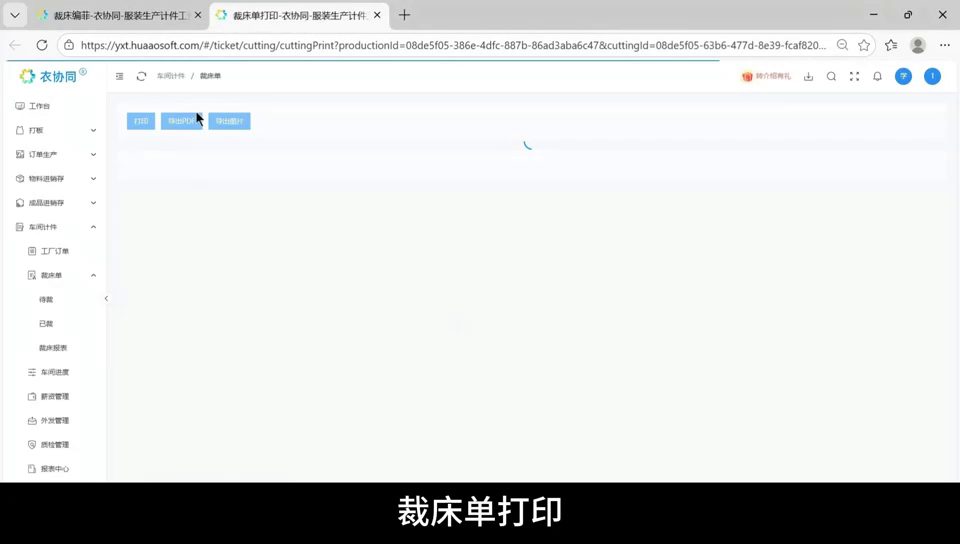 裁床编菲-衣协同-服装生产计件工
裁床单打印-衣协同-服装生产计件
https://yxt.huaaosoft.com/#/ticket/cutting/cuttingPrint?productionId=08de5f05-386e-4dfc-887b-86ad3aba6c47&cuttingId=08de5f05-63b6-477d-8e39-fcaf820...
衣协同®
车间计件 / 裁床单
转介绍有礼
学
1
工作台
打板
订单生产
物料进销存
成品进销存
车间计件
工厂订单
裁床单
待裁
已裁
裁床报表
车间进度
薪资管理
外发管理
质检管理
报表中心
打印
导出PDF
导出图片
裁床单打印